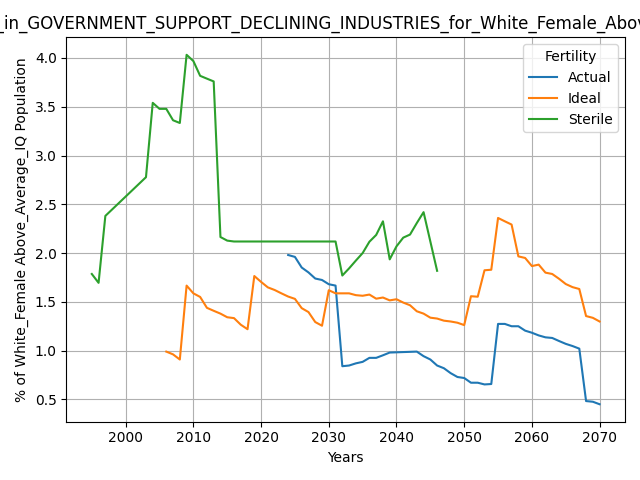 _in_GOVERNMENT_SUPPORT_DECLINING_INDUSTRIES_for_White_Female_Abov
% of White_Female Above_Average_IQ Population
4.0
3.5
3.0
2.5
2.0
1.5
1.0
0.5
Fertility
Actual
Ideal
Sterile
2000 2010 2020 2030 2040 2050 2060 2070
Years